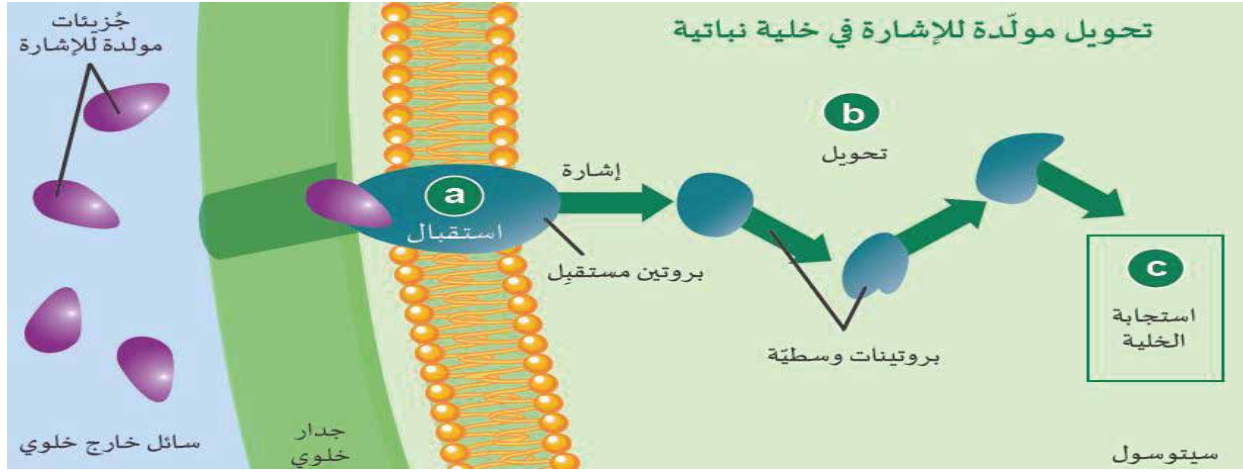 تحويل مولّدة للإشارة في خلية نباتية
جُزيئات
مولدة للإشارة
b
تحويل
إشارة
a
استقبال
بروتين مستقبِل
c
استجابة
الخلية
بروتينات وسطيّة
جدار
خلوي
سائل خارج خلوي
سيتوسول